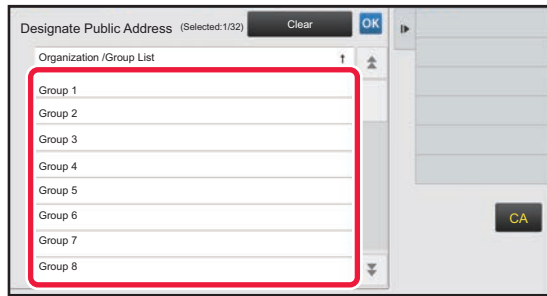 Designate Public Address (Selected:1/32) Clear OK
Organization /Group List ↑
Group 1
Group 2
Group 3
Group 4
Group 5
Group 6
Group 7
Group 8
CA